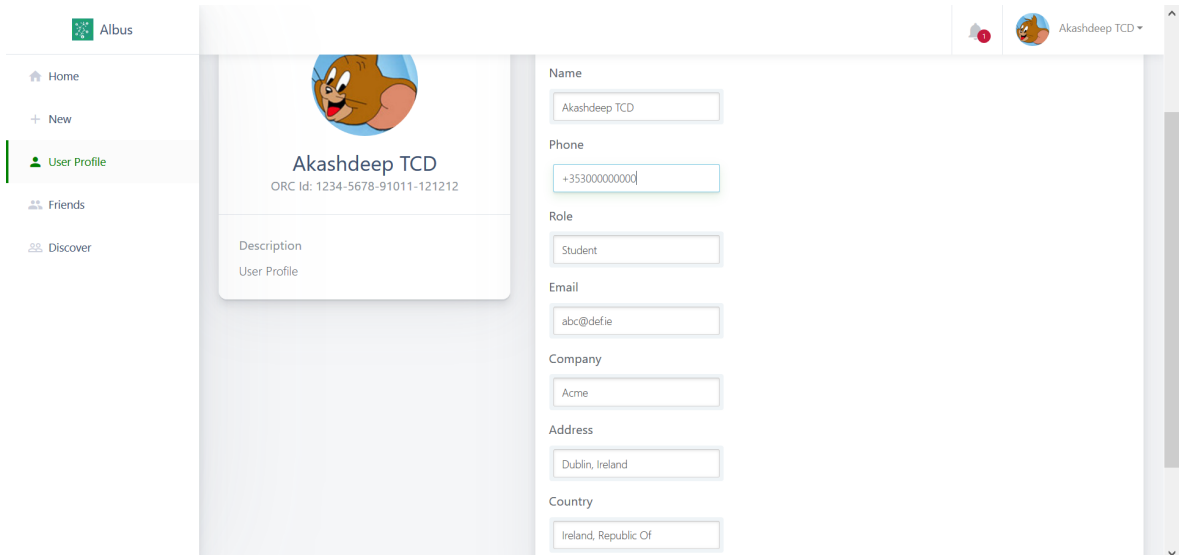 Albus
1
Akashdeep TCD
Home
New
User Profile
Friends
Discover
Akashdeep TCD
ORC Id: 1234-5678-91011-121212
Description
User Profile
Name
Akashdeep TCD
Phone
+353000000000
Role
Student
Email
abc@def.ie
Company
Acme
Address
Dublin, Ireland
Country
Ireland, Republic Of